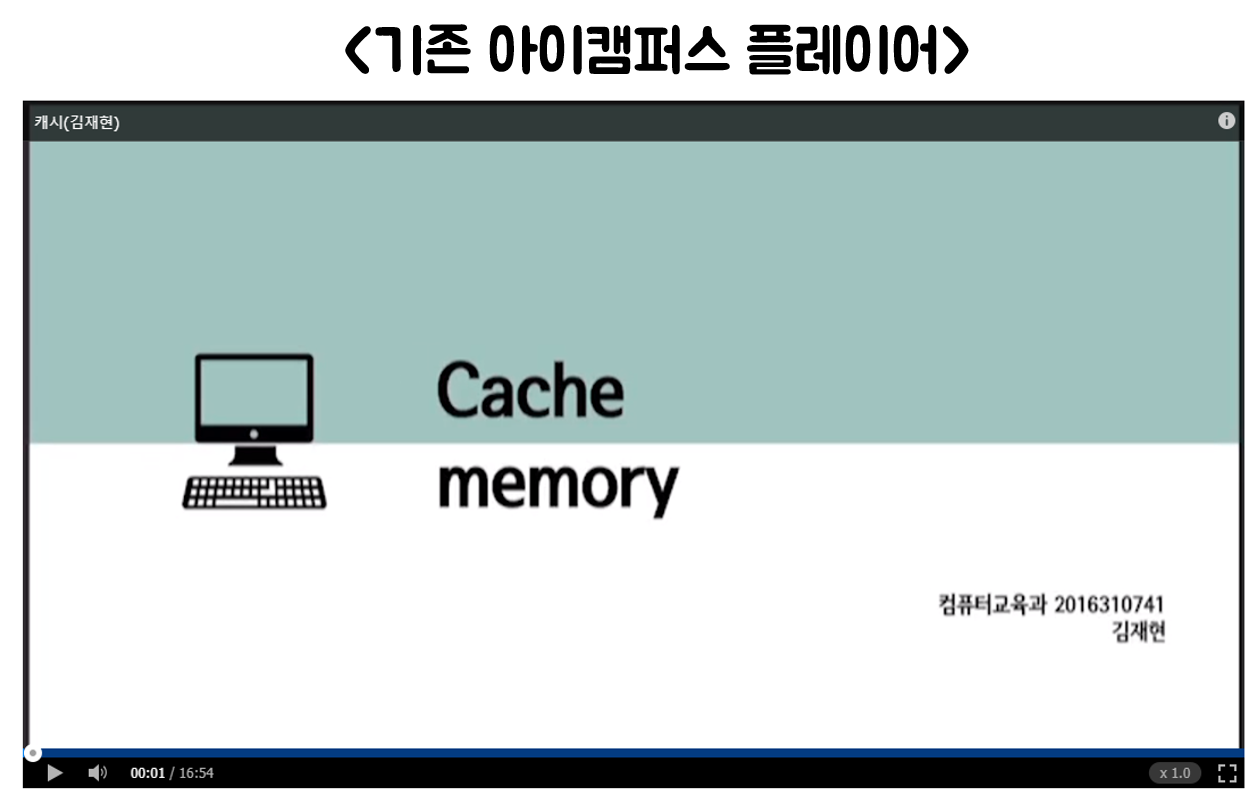 <기존 아이캠퍼스 플레이어>
캐시(김재현)
Cache
memory
컴퓨터교육과 2016310741
김재현
00:01 / 16:54
x 1.0